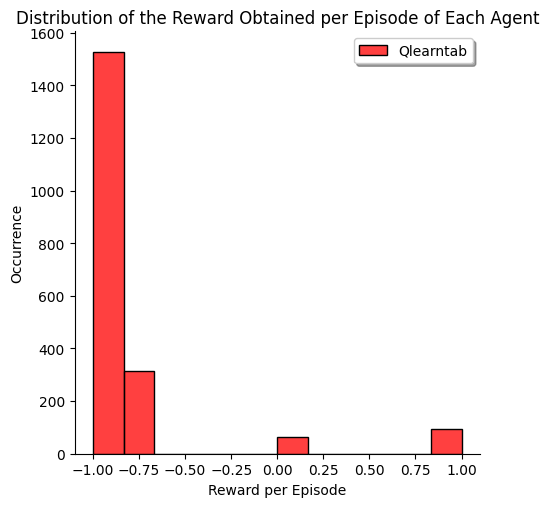 Distribution of the Reward Obtained per Episode of Each Agent
Qlearntab
1600
1400
1200
1000
800
600
400
200
0
Occurrence
−1.00 −0.75 −0.50 −0.25 0.00 0.25 0.50 0.75 1.00
Reward per Episode